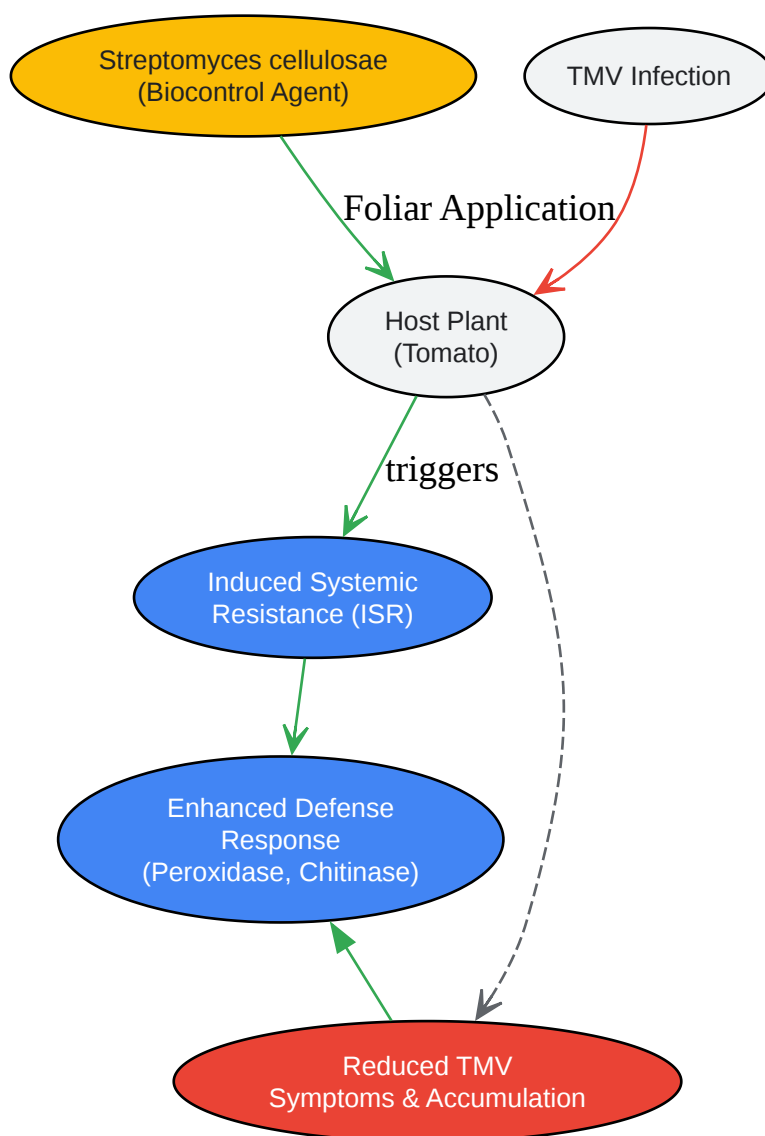 Streptomyces cellulosae
(Biocontrol Agent)
TMV Infection
Foliar Application
Host Plant
(Tomato)
triggers
Induced Systemic
Resistance (ISR)
Enhanced Defense
Response
(Peroxidase, Chitinase)
Reduced TMV
Symptoms & Accumulation